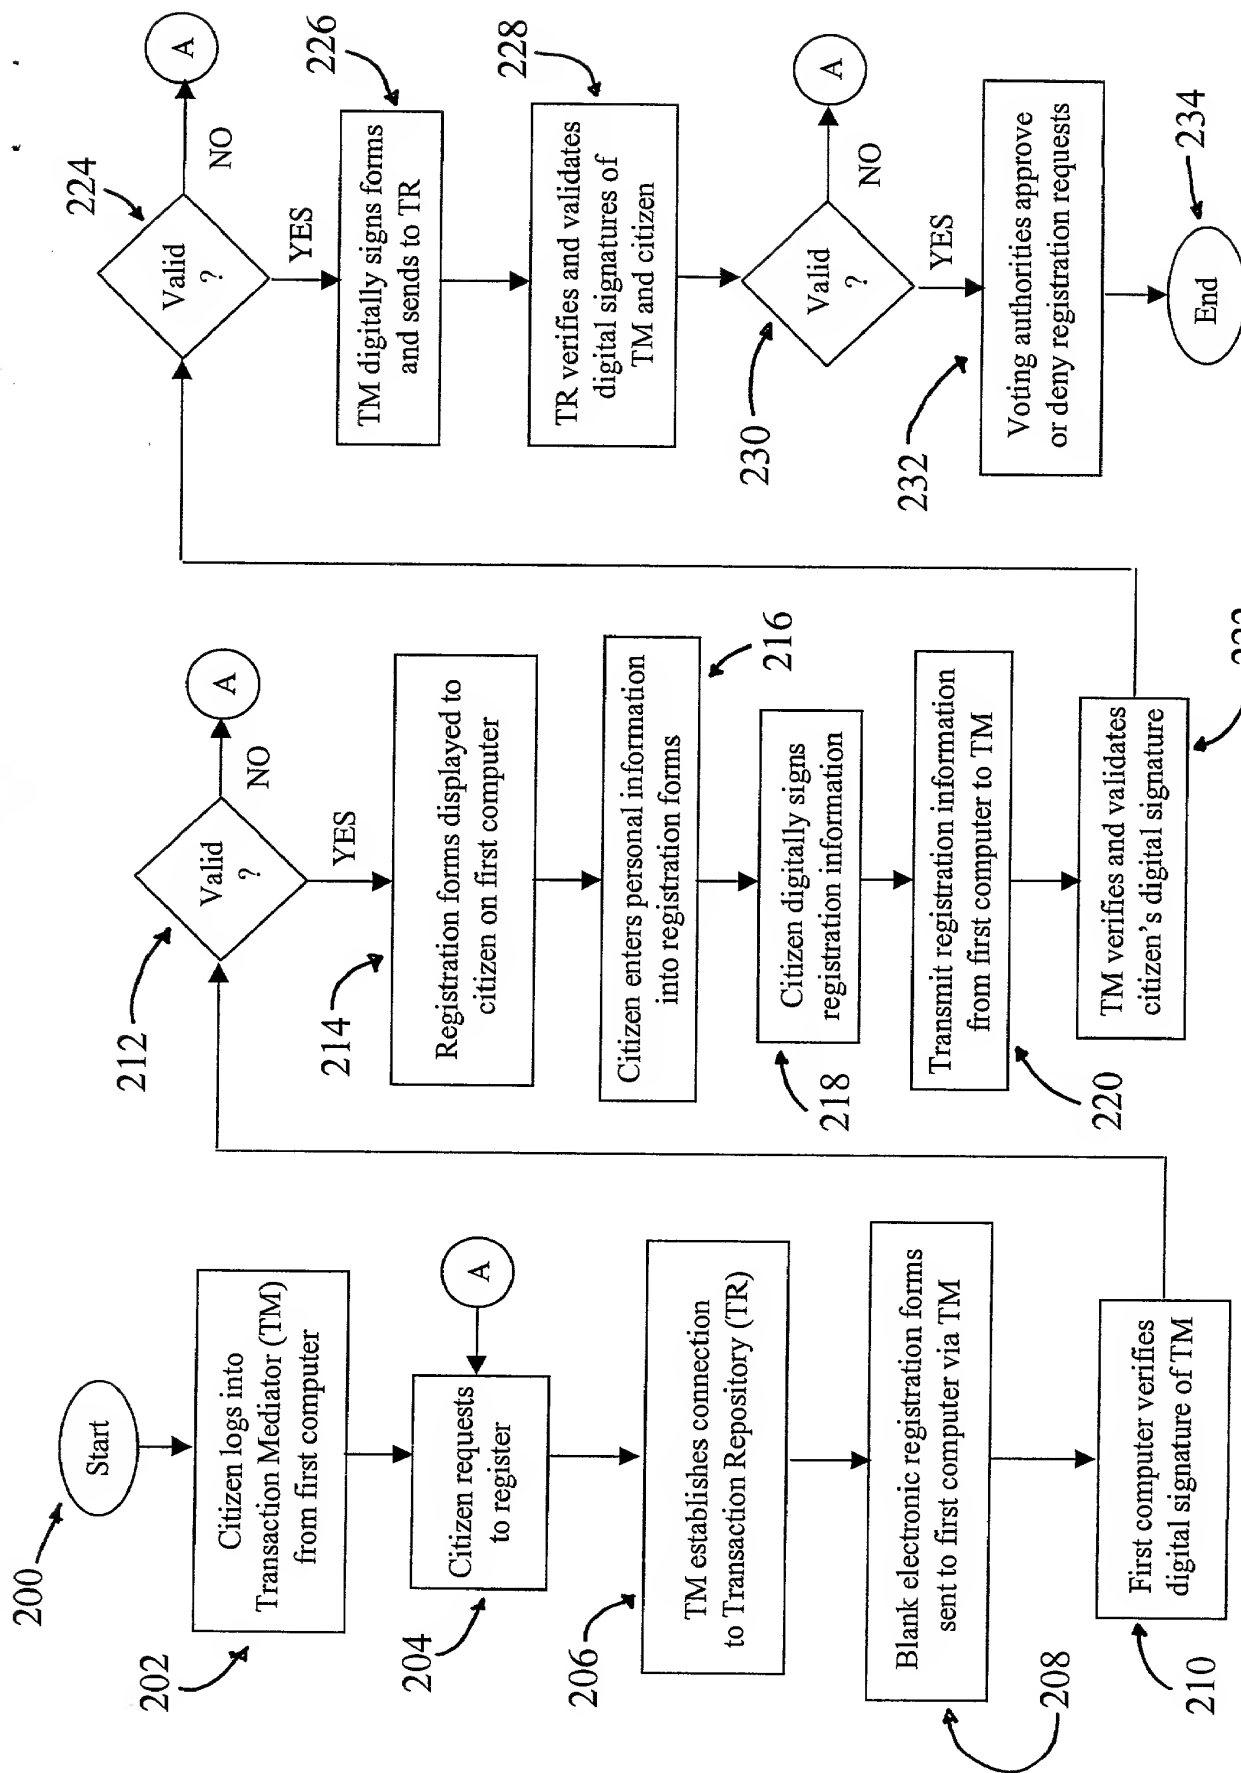 200
Start
202
Citizen logs into
Transaction Mediator (TM)
from first computer
204
Citizen requests
to register
A
206
TM establishes connection
to Transaction Repository (TR)
208
Blank electronic registration forms
sent to first computer via TM
210
First computer verifies
digital signature of TM
212
Valid
?
NO
A
YES
214
Registration forms displayed to
citizen on first computer
216
Citizen enters personal information
into registration forms
218
Citizen digitally signs
registration information
220
Transmit registration information
from first computer to TM
TM verifies and validates
citizen's digital signature
224
Valid
?
NO
A
YES
226
TM digitally signs forms
and sends to TR
228
TR verifies and validates
digital signatures of
TM and citizen
230
Valid
?
NO
A
YES
232
Voting authorities approve
or deny registration requests
End
234